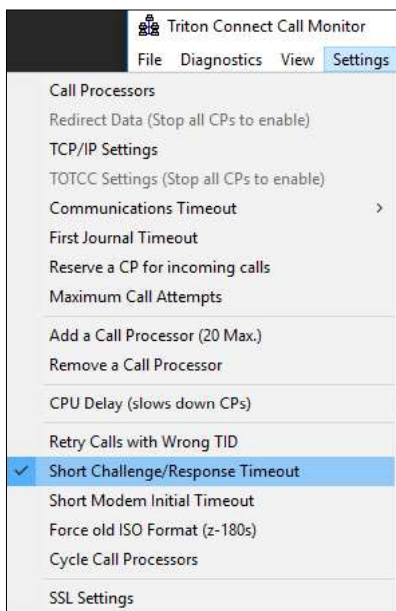 Triton Connect Call Monitor
File Diagnostics View Settings
Call Processors
Redirect Data (Stop all CPs to enable)
TCP/IP Settings
TOTCC Settings (Stop all CPs to enable)
Communications Timeout
First Journal Timeout
Reserve a CP for incoming calls
Maximum Call Attempts
Add a Call Processor (20 Max.)
Remove a Call Processor
CPU Delay (slows down CPs)
Retry Calls with Wrong TID
Short Challenge/Response Timeout
Short Modem Initial Timeout
Force old ISO Format (z-180s)
Cycle Call Processors
SSL Settings